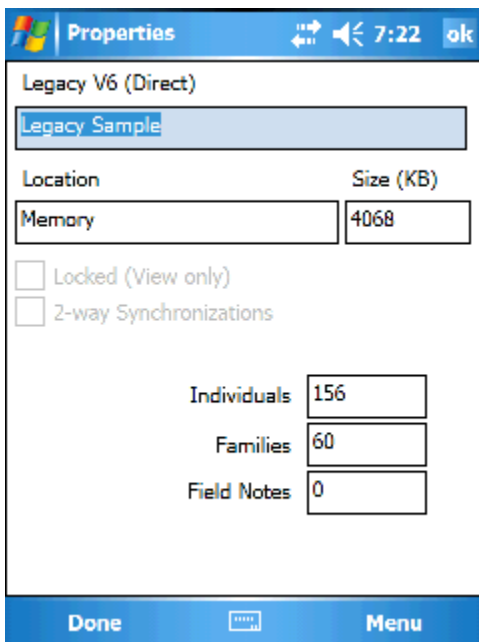 Properties 7:22 ok
Legacy V6 (Direct)
Legacy Sample
Location Size (KB)
Memory 4068
Locked (View only)
2-way Synchronizations
Individuals 156
Families 60
Field Notes 0
Done Menu